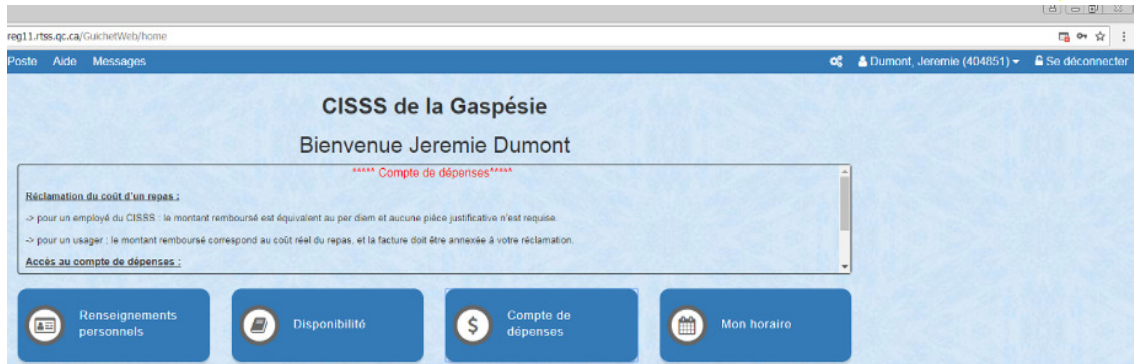 reg11.rtss.qc.ca/GuichetWeb/home
Poste Aide Messages Dumont, Jeremie (404851) Se déconnecter
CISSS de la Gaspésie
Bienvenue Jeremie Dumont
***** Compte de dépenses*****
Réclamation du coût d'un repas :
-> pour un employé du CISSS : le montant remboursé est équivalent au per diem et aucune pièce justificative n'est requise.
-> pour un usager : le montant remboursé correspond au coût réel du repas, et la facture doit être annexée à votre réclamation.
Accès au compte de dépenses :
Renseignements
personnels
Disponibilité
$
Compte de
dépenses
Mon horaire